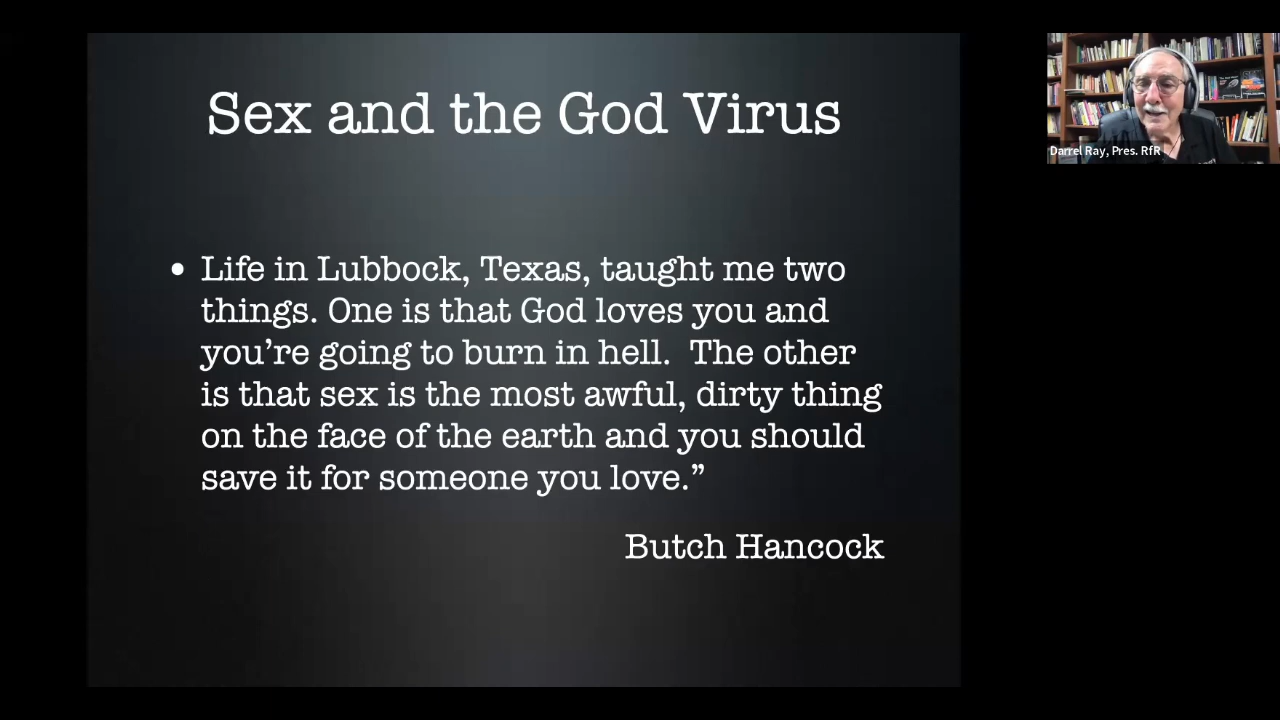 Sex and the God Virus
• Life in Lubbock, Texas, taught me two
things. One is that God loves you and
you’re going to burn in hell.  The other
is that sex is the most awful, dirty thing
on the face of the earth and you should
save it for someone you love.”
Butch Hancock
Darrel Ray, Pres. RfR